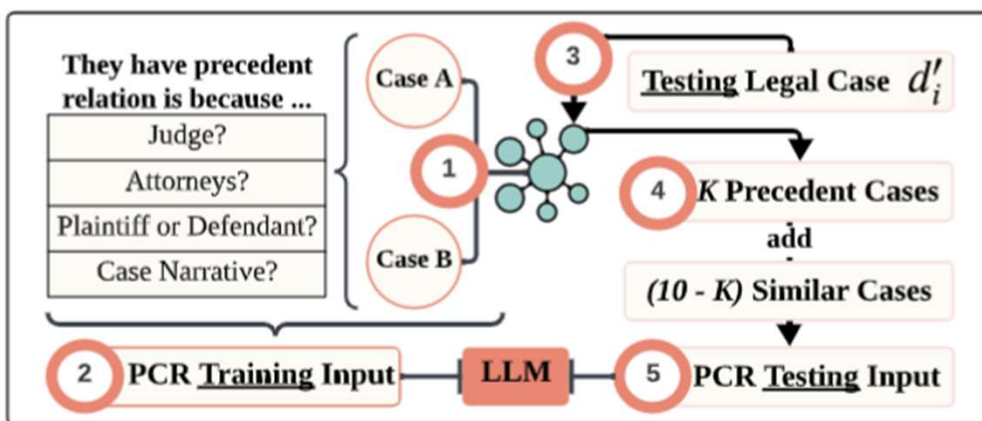 They have precedent
relation is because ...
Judge?
Attorneys?
Plaintiff or Defendant?
Case Narrative?
Case A
1
Case B
3
Testing Legal Case d′i
4
K Precedent Cases
add
(10 - K) Similar Cases
2
PCR Training Input
LLM
5
PCR Testing Input